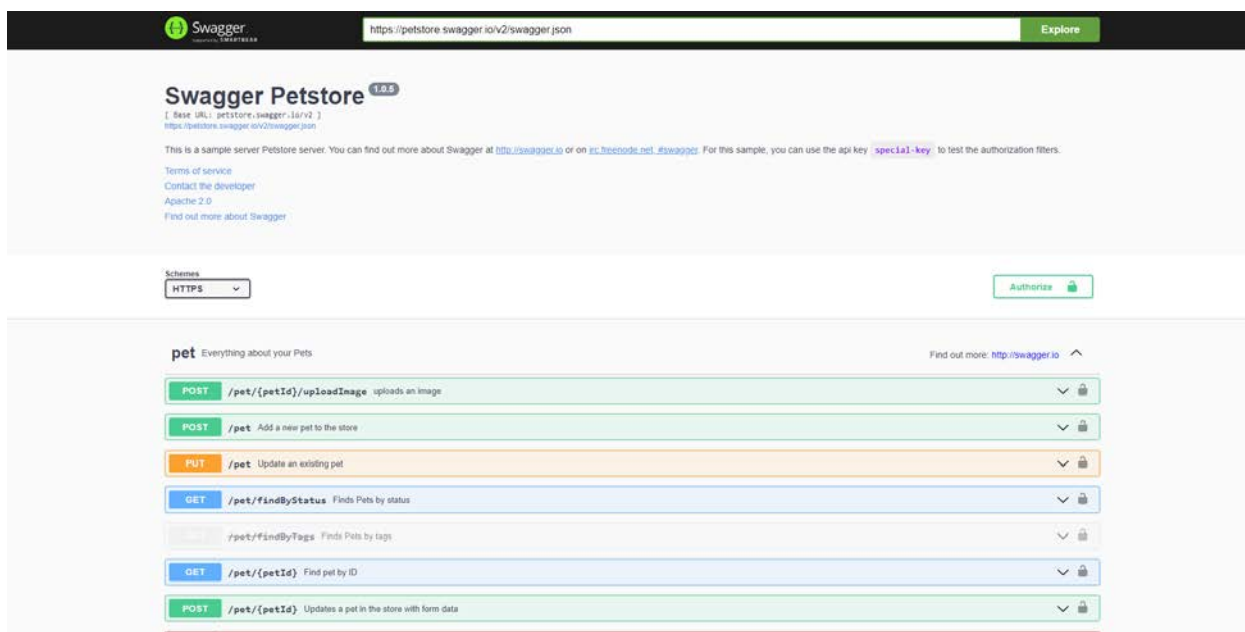 Swagger
Supported by SMARTBEAR
https://petstore.swagger.io/v2/swagger.json
Explore
Swagger Petstore 1.0.5
[ Base URL: petstore.swagger.io/v2 ]
https://petstore.swagger.io/v2/swagger.json
This is a sample server Petstore server. You can find out more about Swagger at http://swagger.io or on irc.freenode.net, #swagger. For this sample, you can use the api key special-key to test the authorization filters.
Terms of service
Contact the developer
Apache 2.0
Find out more about Swagger
Schemes
HTTPS
Authorize
pet Everything about your Pets
Find out more: http://swagger.io
POST /pet/{petId}/uploadImage uploads an image
POST /pet Add a new pet to the store
PUT /pet Update an existing pet
GET /pet/findByStatus Finds Pets by status
/pet/findByTags Finds Pets by tags
GET /pet/{petId} Find pet by ID
POST /pet/{petId} Updates a pet in the store with form data